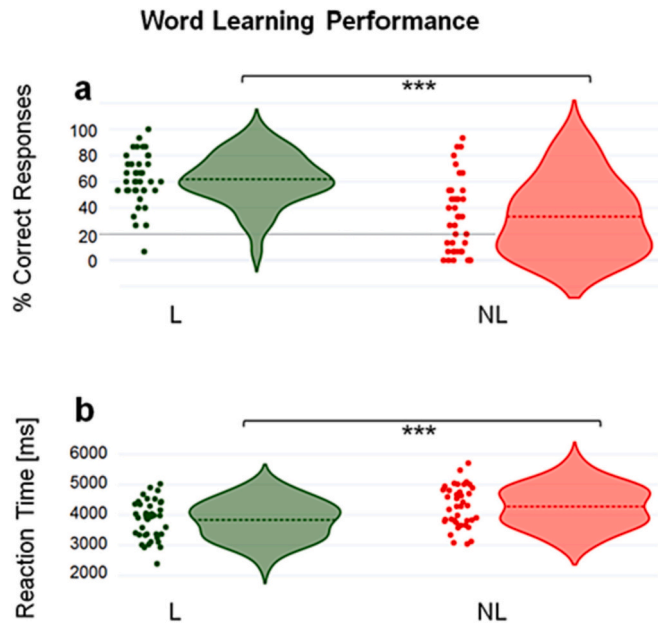 Word Learning Performance
a
***
% Correct Responses
100
80
60
40
20
0
L NL
b
***
Reaction Time [ms]
6000
5000
4000
3000
2000
L NL